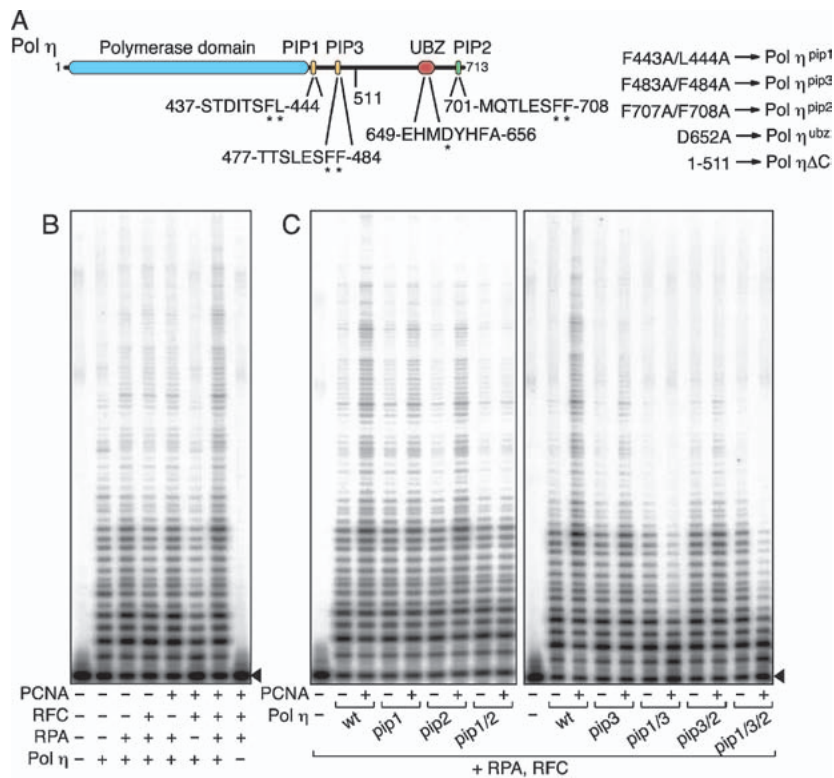 A
Pol η
Polymerase domain
PIP1 PIP3
UBZ
PIP2
1
713
511
437-STDITSFL-444
* *
701-MQTLESFF-708
* *
649-EHMDYHFA-656
*
477-TTSLESFF-484
* *
F443A/L444A → Pol η pip1
F483A/F484A → Pol η pip3
F707A/F708A → Pol η pip2
D652A → Pol η ubz
1-511 → Pol ηΔC
B
PCNA − − − − + + + +
RFC − − − + − + + +
RPA − − + + + − + +
Pol η − + + + + + + −
C
PCNA − − + − + − + − +
Pol η − wt pip1 pip2 pip1/2
− − + − + − + − + − +
− wt pip3 pip1/3 pip3/2 pip1/3/2
+ RPA, RFC